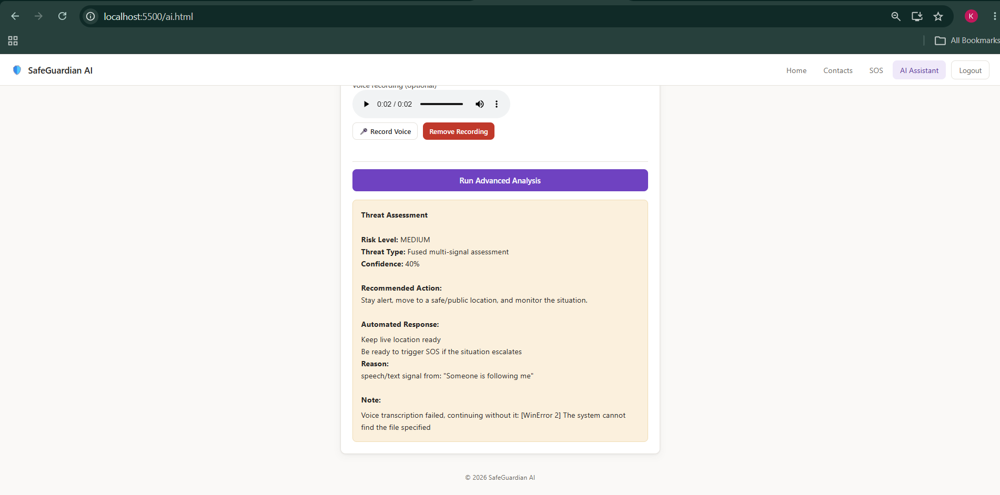 localhost:5500/ai.html
K
All Bookmarks
SafeGuardian AI
Home
Contacts
SOS
AI Assistant
Logout
Voice recording (optional)
0:02 / 0:02
Record Voice
Remove Recording
Run Advanced Analysis
Threat Assessment
Risk Level: MEDIUM
Threat Type: Fused multi-signal assessment
Confidence: 40%
Recommended Action:
Stay alert, move to a safe/public location, and monitor the situation.
Automated Response:
Keep live location ready
Be ready to trigger SOS if the situation escalates
Reason:
speech/text signal from: "Someone is following me"
Note:
Voice transcription failed, continuing without it: [WinError 2] The system cannot
find the file specified
© 2026 SafeGuardian AI